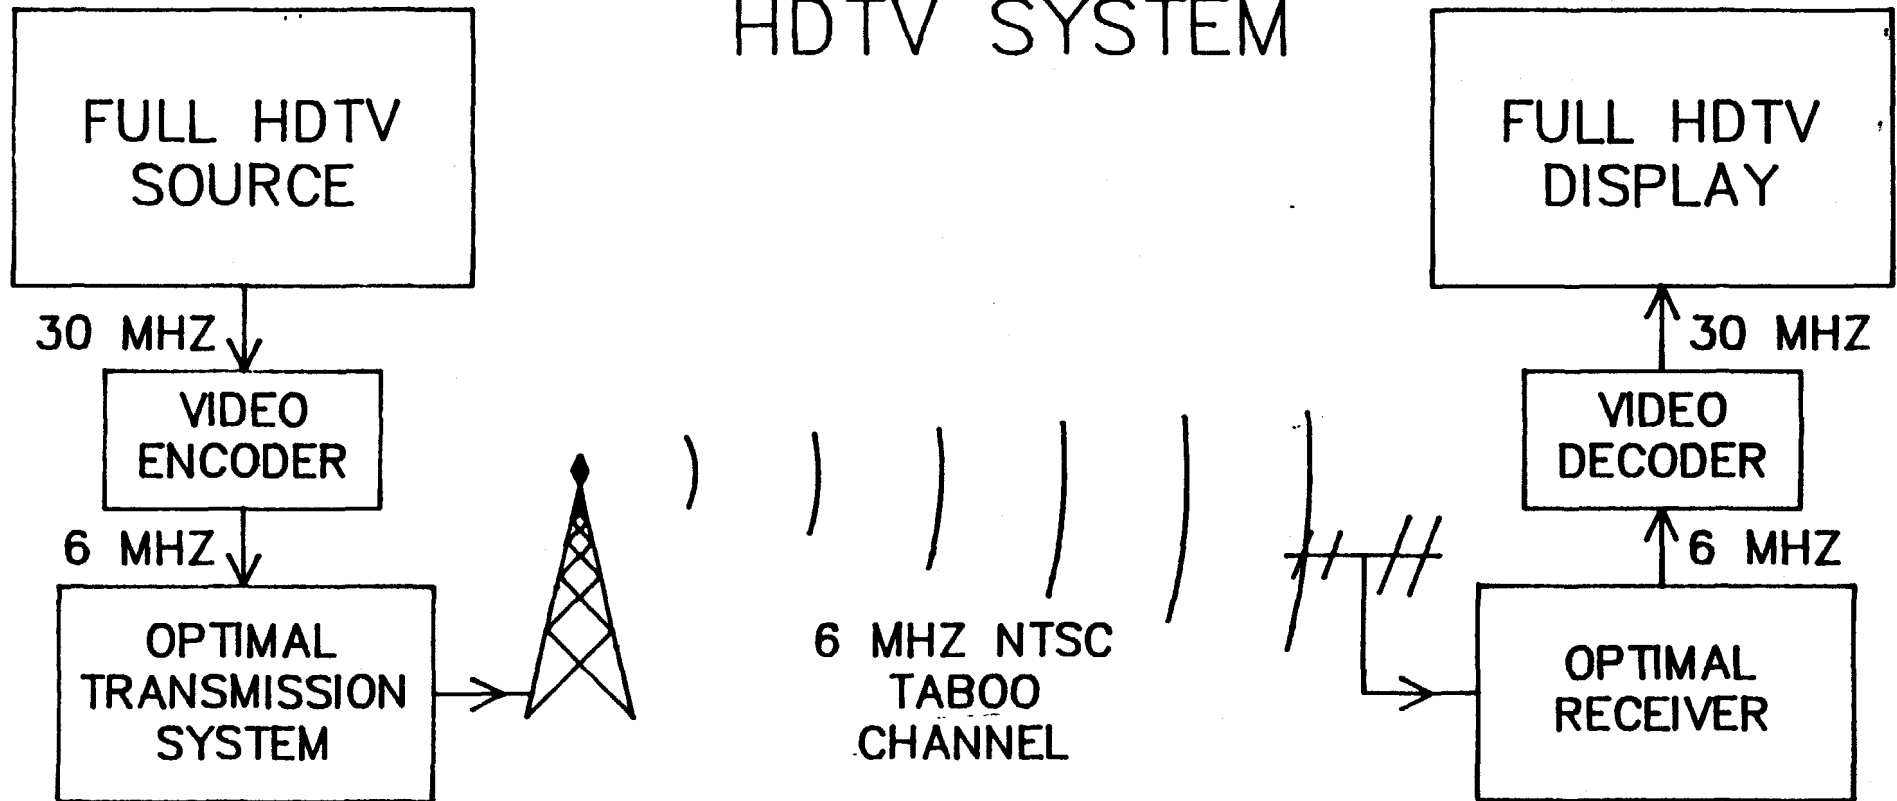 HDTV SYSTEM
FULL HDTV
SOURCE
30 MHZ
VIDEO
ENCODER
6 MHZ
OPTIMAL
TRANSMISSION
SYSTEM
6 MHZ NTSC
TABOO
CHANNEL
FULL HDTV
DISPLAY
30 MHZ
VIDEO
DECODER
6 MHZ
OPTIMAL
RECEIVER